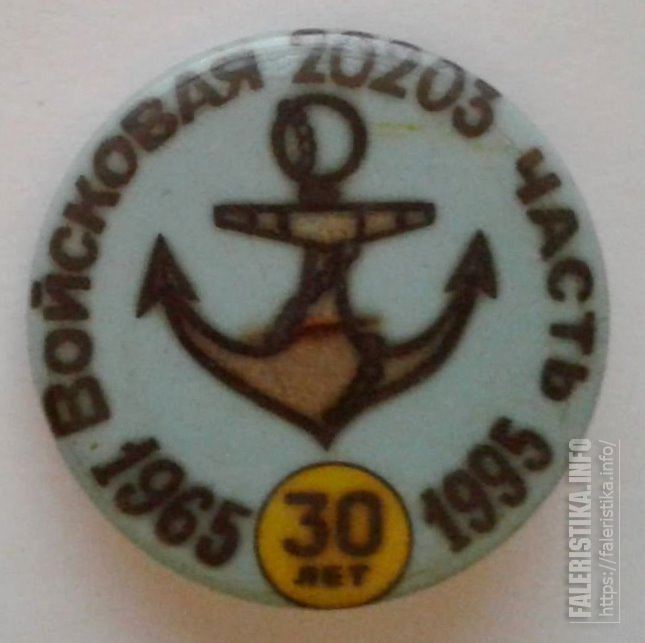 ВОЙСКОВАЯ 20203 ЧАСТЬ
1965 1995
30
ЛЕТ
FALERISTIKA.INFO
https://faleristika.info/